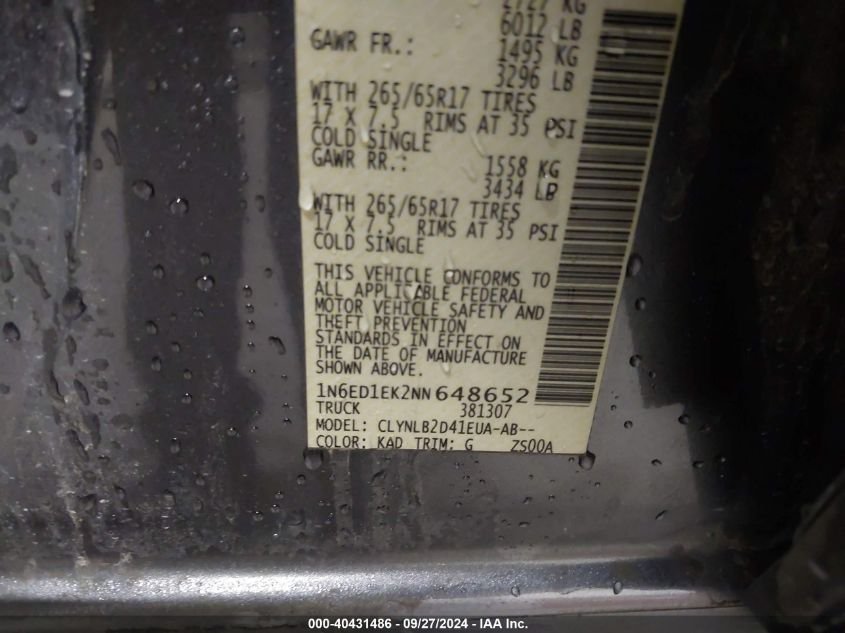 2727 KG
6012 LB
GAWR FR.: 1495 KG
3296 LB
WITH 265/65R17 TIRES
17 X 7.5 RIMS AT 35 PSI
COLD SINGLE
GAWR RR.: 1558 KG
3434 LB
WITH 265/65R17 TIRES
17 X 7.5 RIMS AT 35 PSI
COLD SINGLE
THIS VEHICLE CONFORMS TO
ALL APPLICABLE FEDERAL
MOTOR VEHICLE SAFETY AND
THEFT PREVENTION
STANDARDS IN EFFECT ON
THE DATE OF MANUFACTURE
SHOWN ABOVE.
1N6ED1EK2NN648652
TRUCK 381307
MODEL: CLYNLB2D41EUA-AB--
COLOR: KAD TRIM: G ZS00A
000-40431486 - 09/27/2024 - IAA Inc.